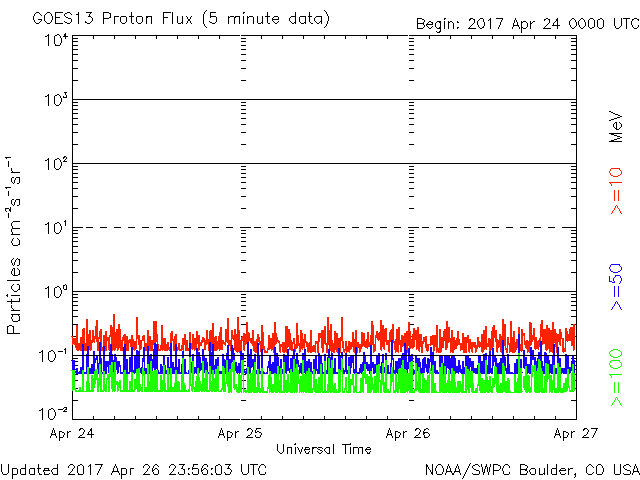 GOES13 Proton Flux (5 minute data)
Begin: 2017 Apr 24 0000 UTC
10⁴
10³
10²
10¹
10⁰
10⁻¹
10⁻²
Particles cm⁻²s⁻¹sr⁻¹
MeV
>=10
>=50
>=100
Apr 24
Apr 25
Apr 26
Apr 27
Universal Time
Updated 2017 Apr 26 23:56:03 UTC
NOAA/SWPC Boulder, CO USA